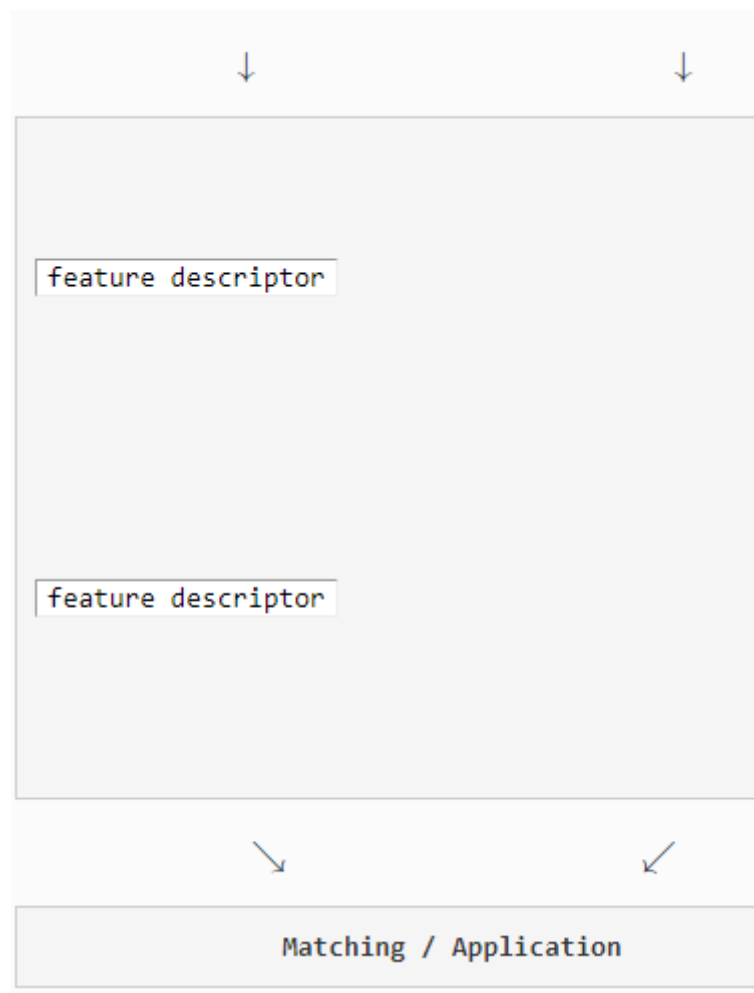 ↓ ↓
feature descriptor
feature descriptor
↘ ↙
Matching / Application